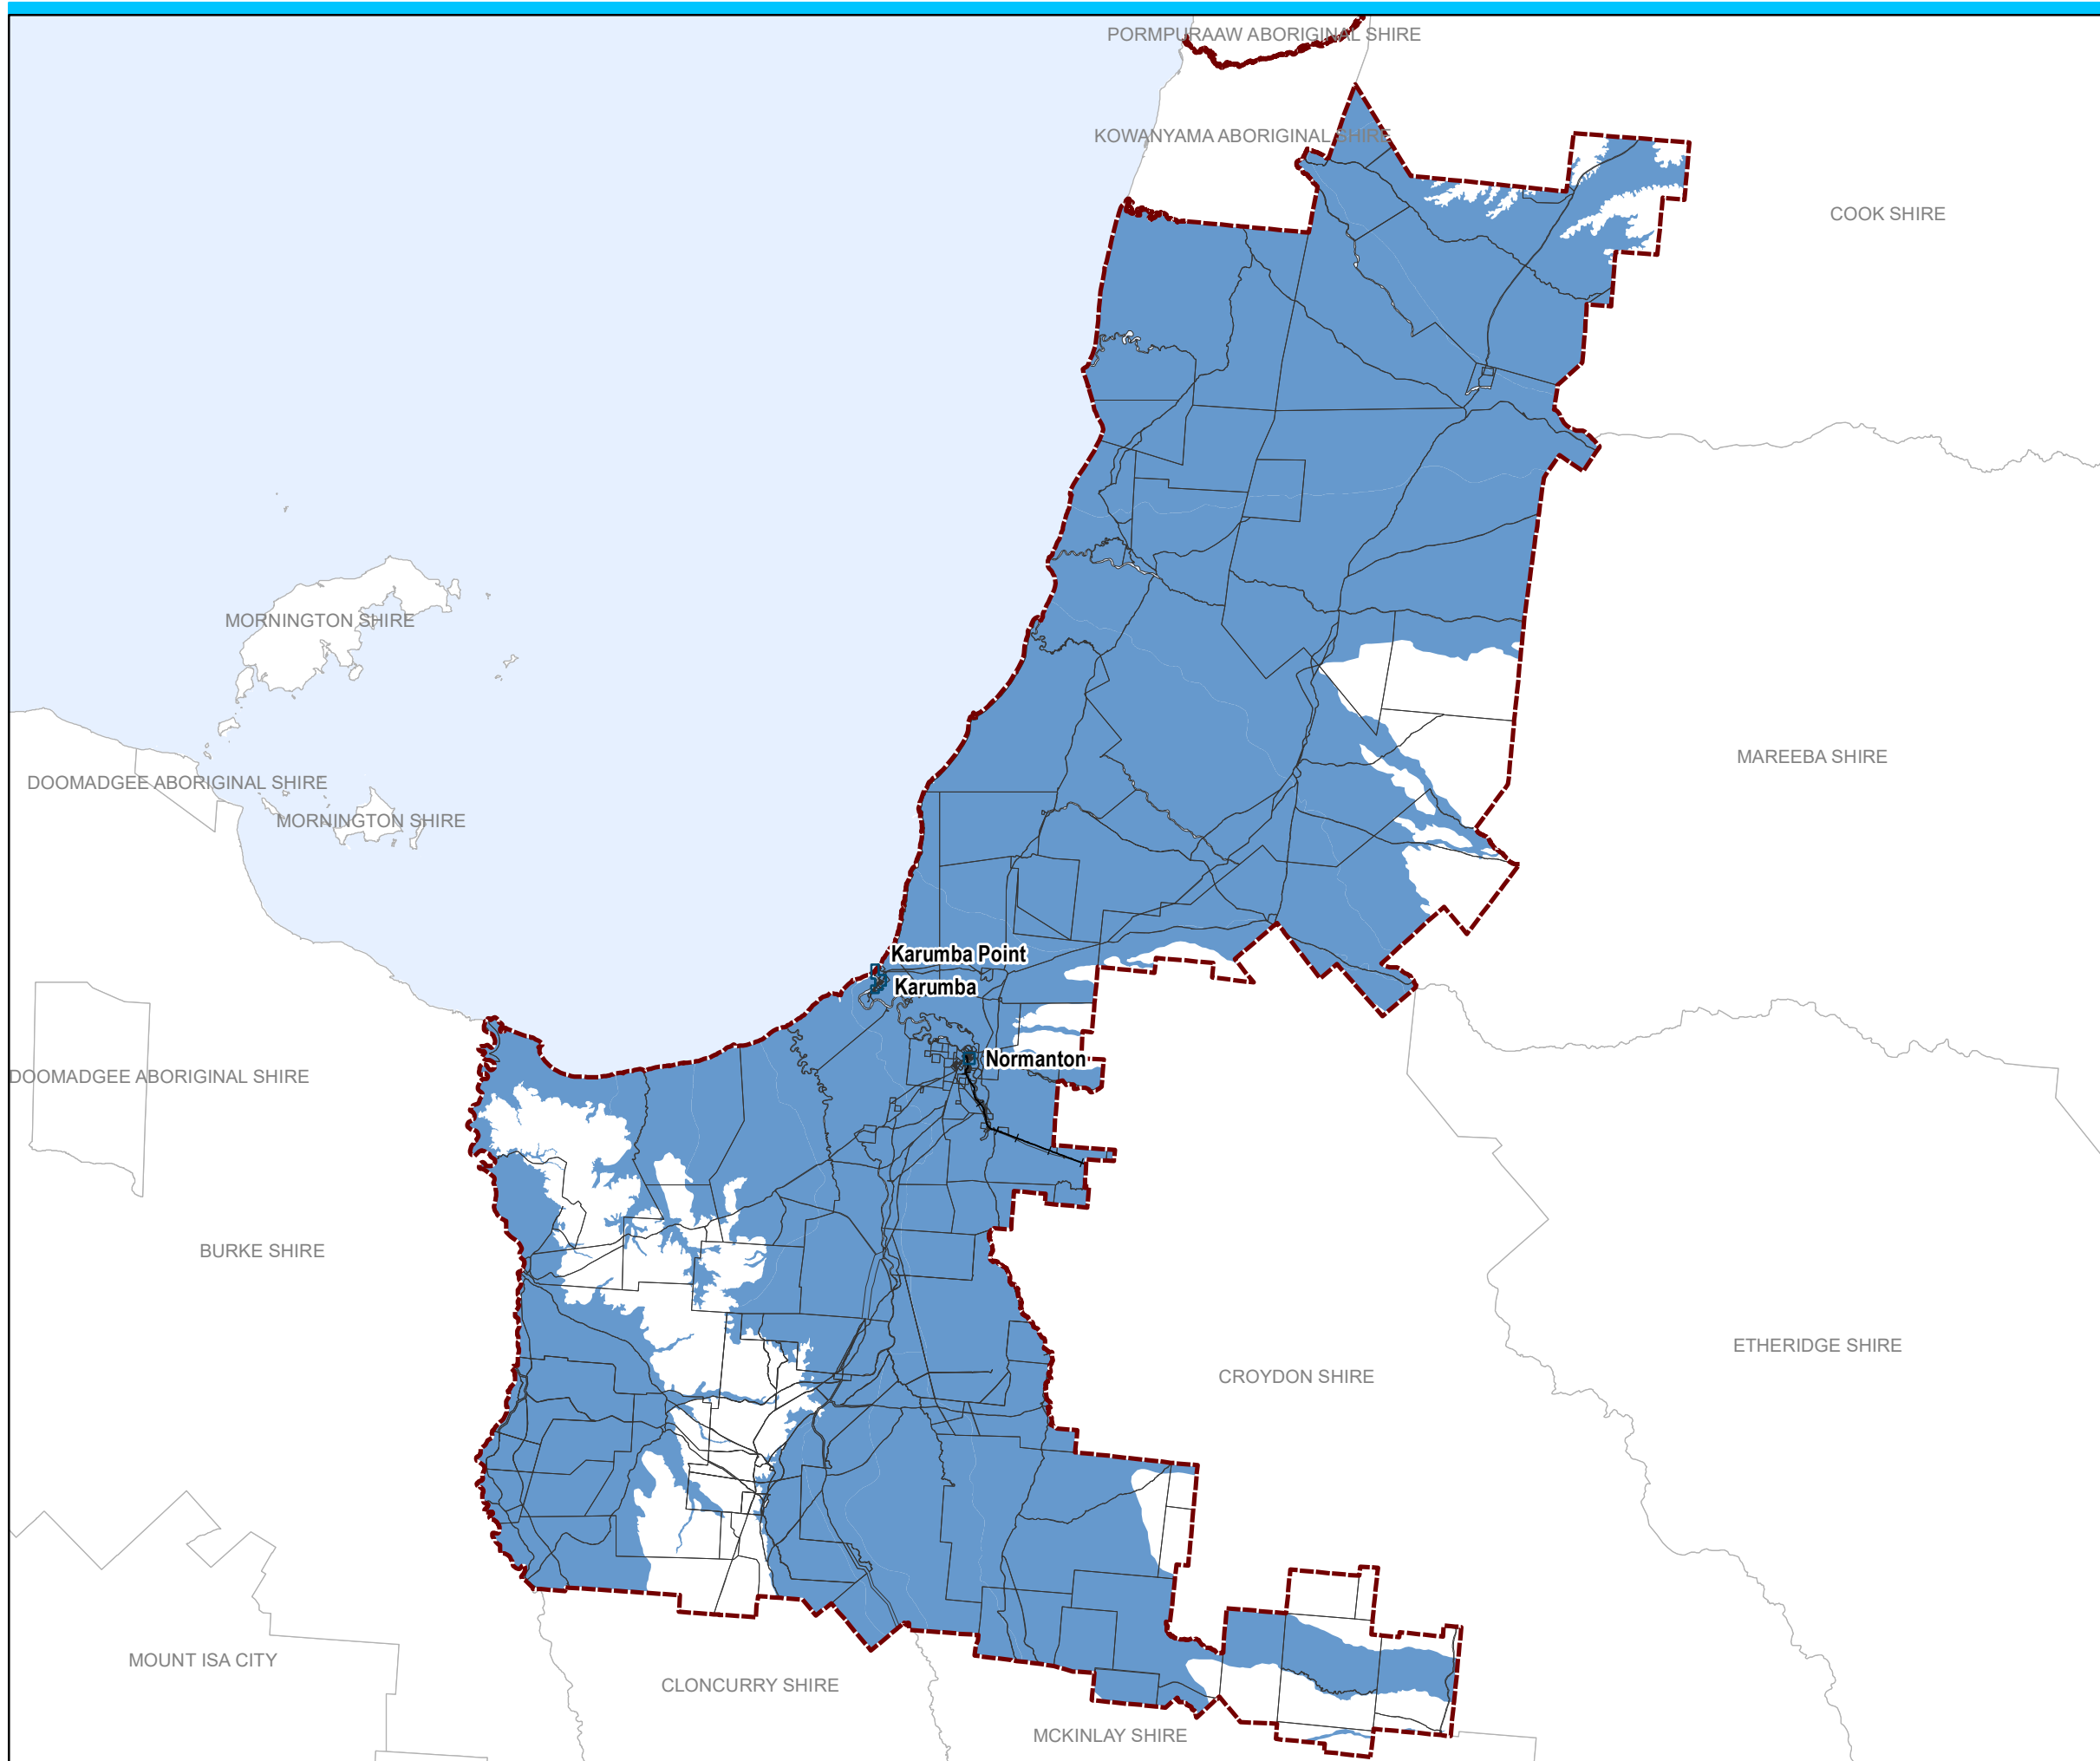 PORMPURAAW ABORIGINAL SHIRE
KOWANYAMA ABORIGINAL SHIRE
COOK SHIRE
MORNINGTON SHIRE
MAREEBA SHIRE
DOOMADGEE ABORIGINAL SHIRE
MORNINGTON SHIRE
Karumba Point
Karumba
Normanton
DOOMADGEE ABORIGINAL SHIRE
BURKE SHIRE
ETHERIDGE SHIRE
CROYDON SHIRE
MOUNT ISA CITY
CLONCURRY SHIRE
MCKINLAY SHIRE